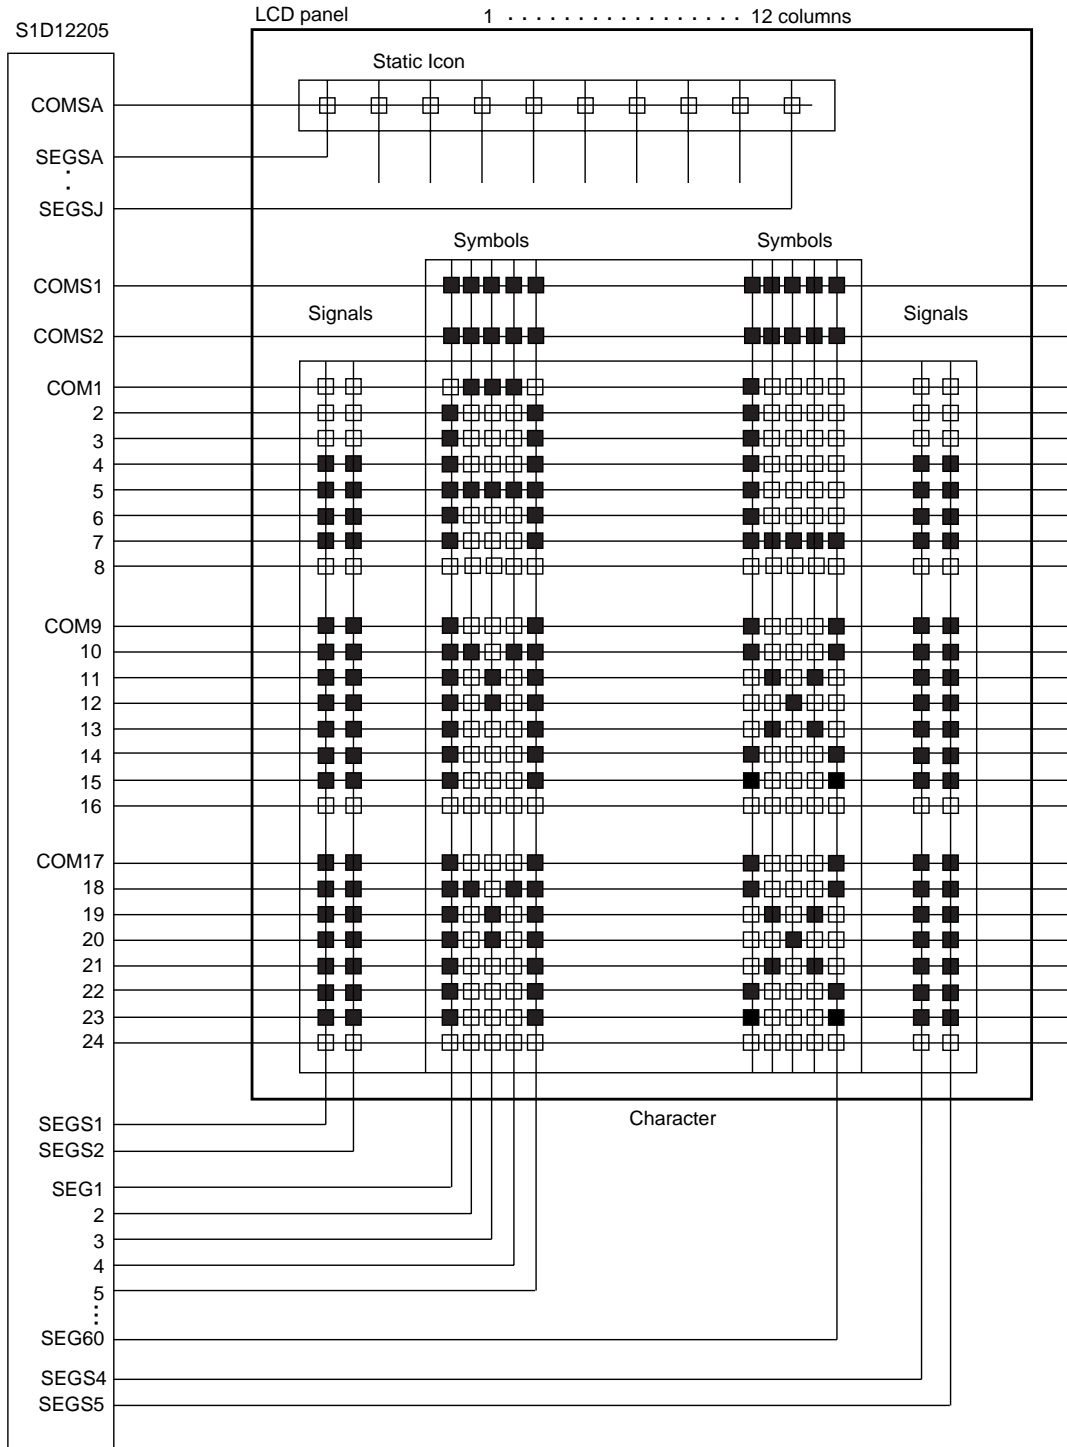 LCD panel 1 . . . . . . . . . . . . . . . . . 12 columns
S1D12205
Static Icon
COMSA
SEGSA
:
SEGSJ
Symbols Symbols
COMS1
Signals Signals
COMS2
COM1
2
3
4
5
6
7
8
COM9
10
11
12
13
14
15
16
COM17
18
19
20
21
22
23
24
Character
SEGS1
SEGS2
SEG1
2
3
4
5
SEG60
SEGS4
SEGS5